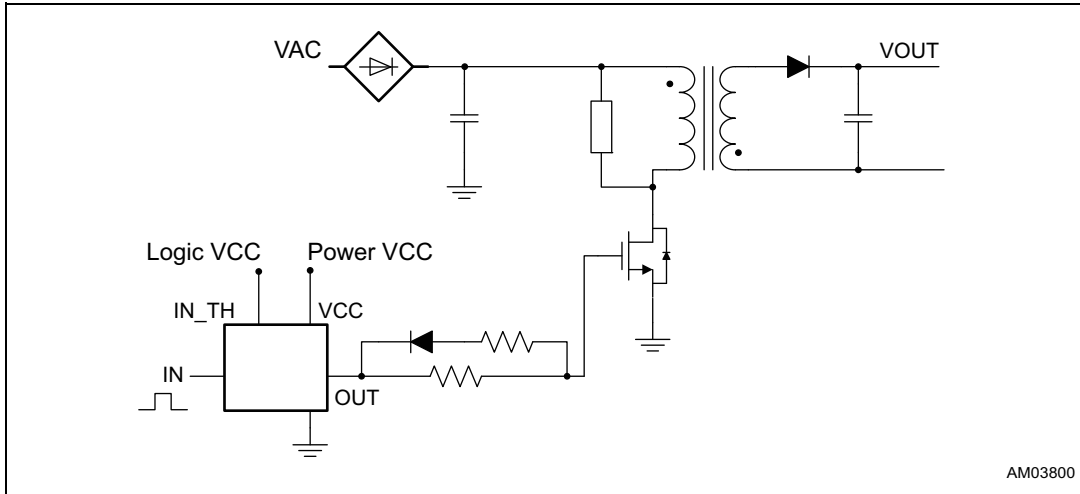 VAC
VOUT
Logic VCC
Power VCC
IN_TH
VCC
IN
OUT
AM03800